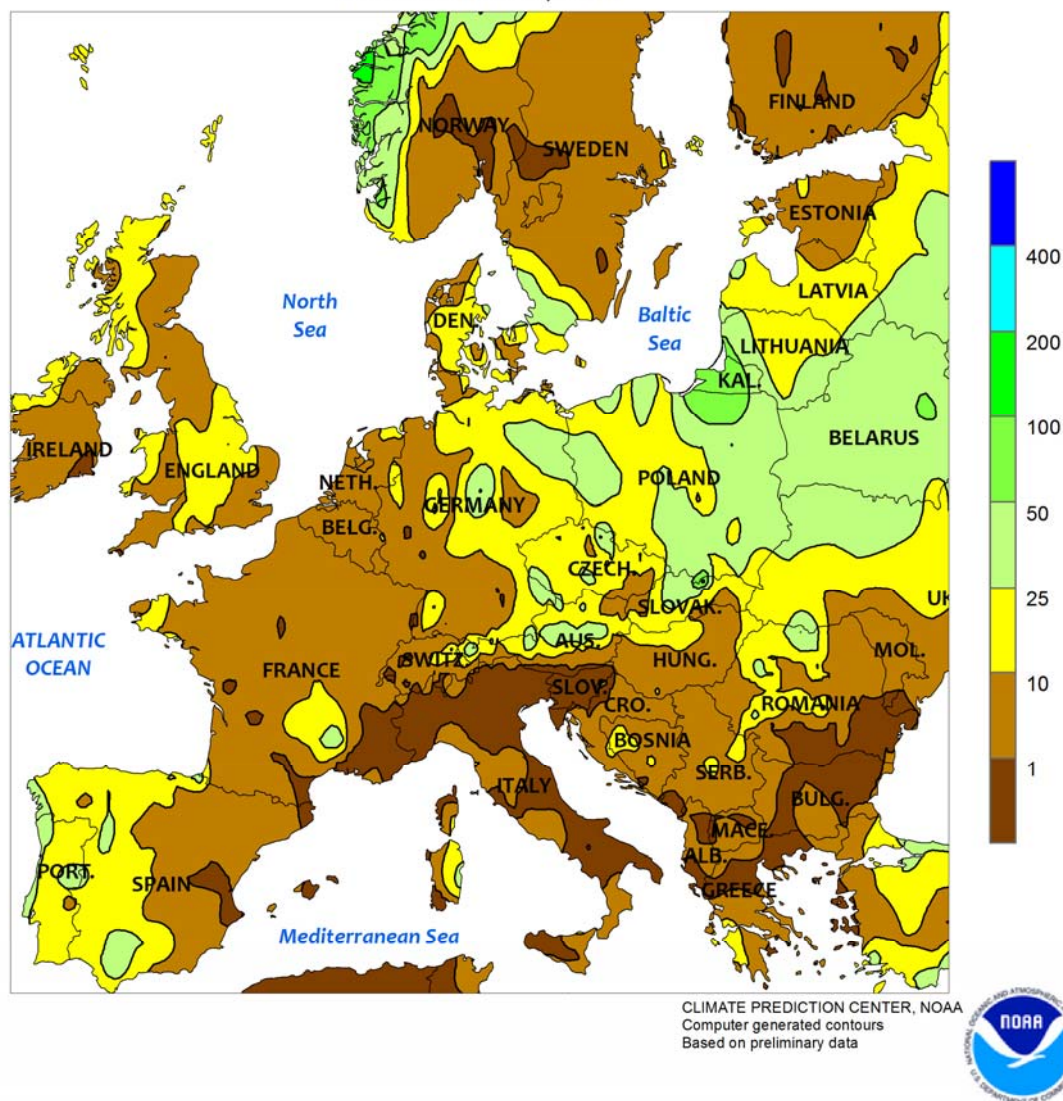 FINLAND
NORWAY
SWEDEN
ESTONIA
North
Sea
DEN.
Baltic
Sea
LATVIA
LITHUANIA
KAL.
IRELAND
ENGLAND
NETH.
BELG.
GERMANY
POLAND
BELARUS
CZECH.
SLOVAK.
UK
ATLANTIC
OCEAN
FRANCE
SWITZ.
AUS.
HUNG.
MOL.
SLOV.
CRO.
BOSNIA
ROMANIA
SERB.
ITALY
BULG.
MACE.
ALB.
GREECE
PORT.
SPAIN
Mediterranean Sea
400
200
100
50
25
10
1
CLIMATE PREDICTION CENTER, NOAA
Computer generated contours
Based on preliminary data
NOAA